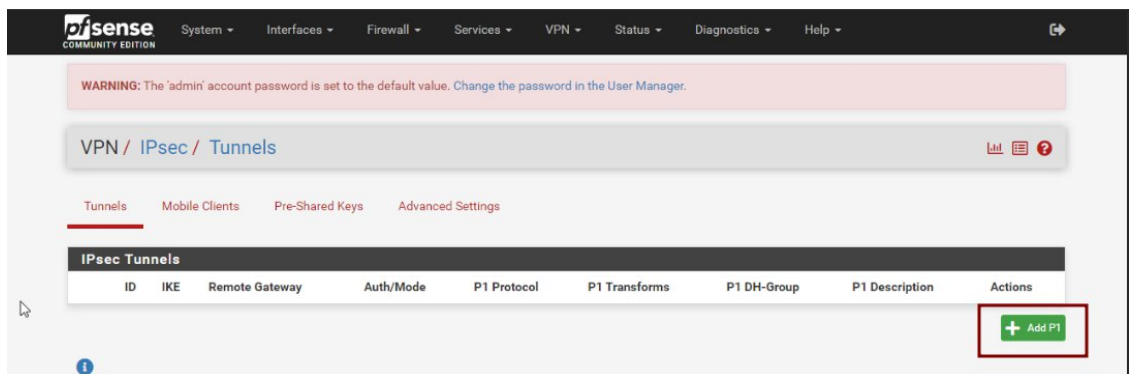 pfsense System Interfaces Firewall Services VPN Status Diagnostics Help
COMMUNITY EDITION
WARNING: The 'admin' account password is set to the default value. Change the password in the User Manager.
VPN / IPsec / Tunnels
Tunnels Mobile Clients Pre-Shared Keys Advanced Settings
IPsec Tunnels
ID IKE Remote Gateway Auth/Mode P1 Protocol P1 Transforms P1 DH-Group P1 Description Actions
Add P1